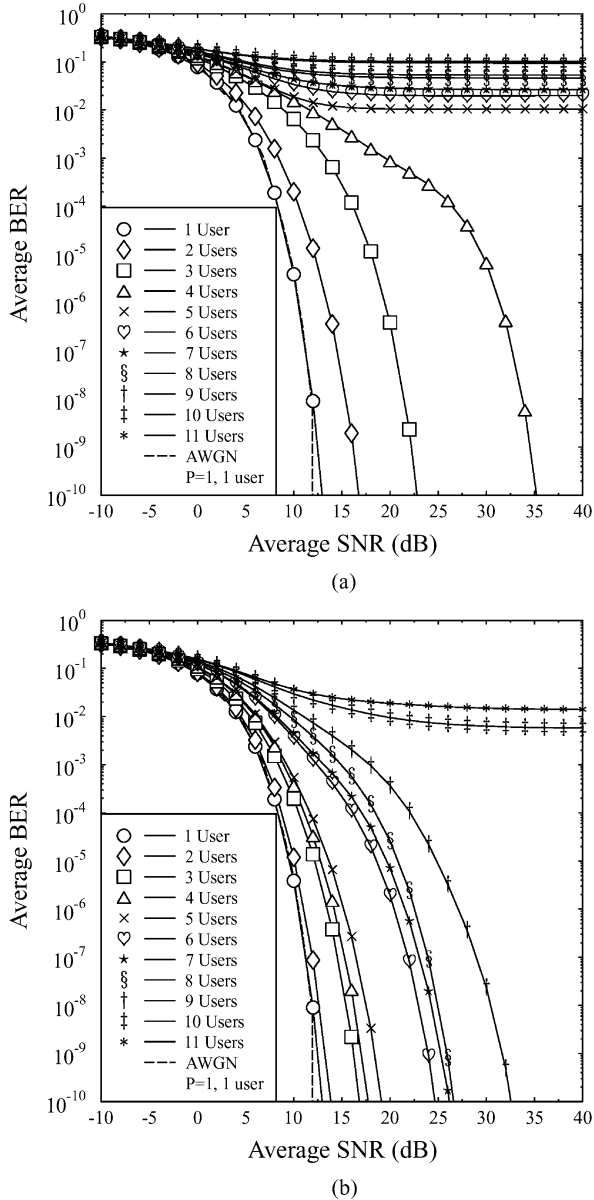 10^0
10^-1
10^-2
10^-3
10^-4
10^-5
10^-6
10^-7
10^-8
10^-9
10^-10
Average BER
1 User
2 Users
3 Users
4 Users
5 Users
6 Users
7 Users
8 Users
9 Users
10 Users
11 Users
AWGN
P=1, 1 user
-10 -5 0 5 10 15 20 25 30 35 40
Average SNR (dB)
(a)
10^0
10^-1
10^-2
10^-3
10^-4
10^-5
10^-6
10^-7
10^-8
10^-9
10^-10
Average BER
1 User
2 Users
3 Users
4 Users
5 Users
6 Users
7 Users
8 Users
9 Users
10 Users
11 Users
AWGN
P=1, 1 user
-10 -5 0 5 10 15 20 25 30 35 40
Average SNR (dB)
(b)